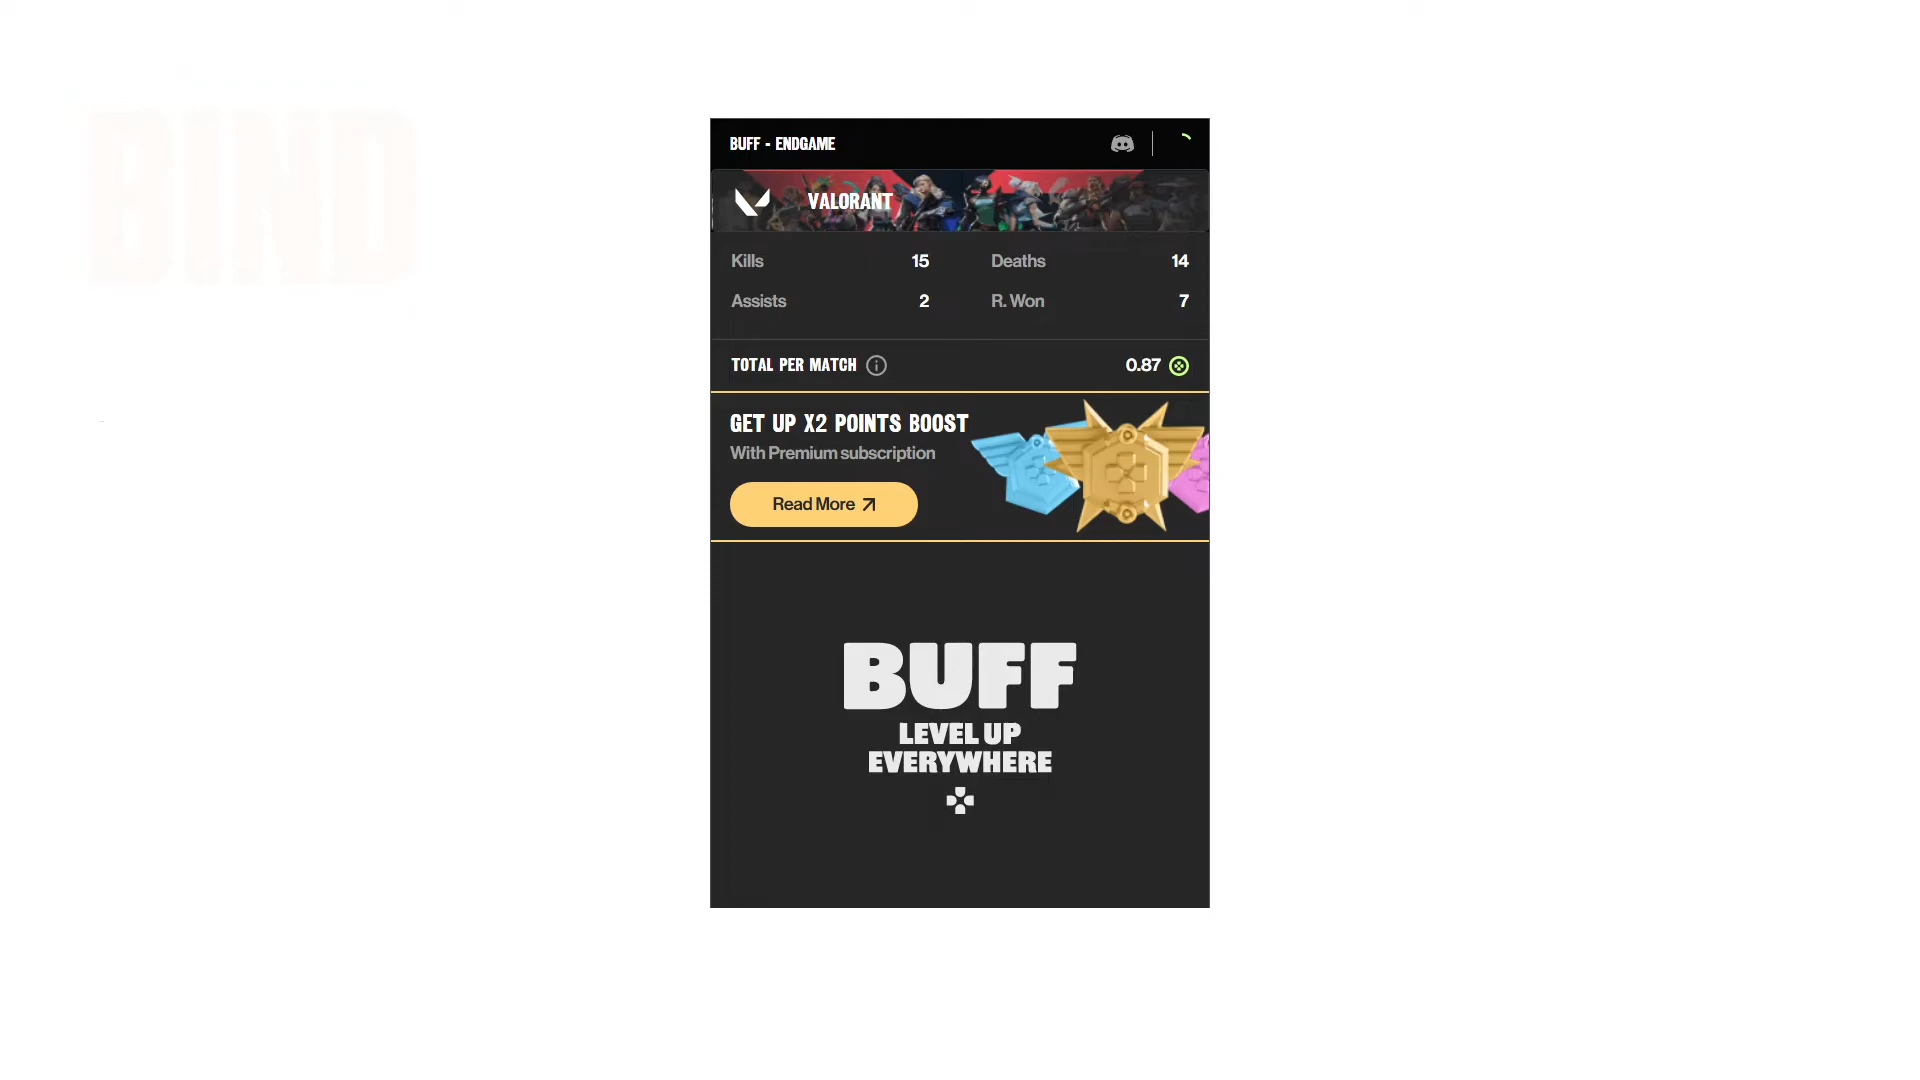 BIND
BUFF - ENDGAME
VALORANT
Kills 15 Deaths 14
Assists 2 R. Won 7
TOTAL PER MATCH 0.87
GET UP X2 POINTS BOOST
With Premium subscription
Read More
BUFF
LEVEL UP
EVERYWHERE